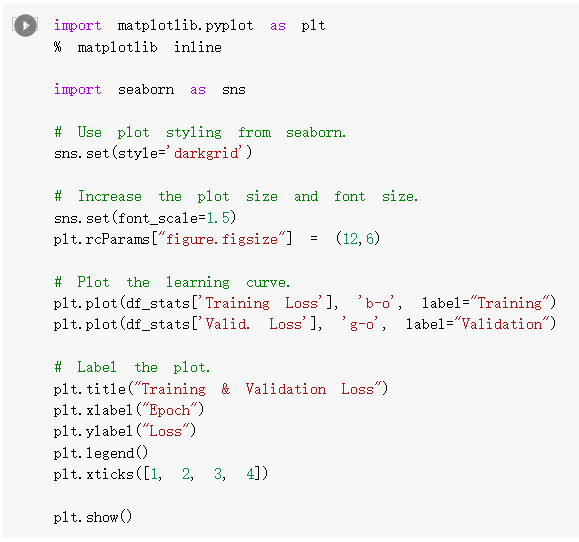 import matplotlib.pyplot as plt
% matplotlib inline
import seaborn as sns
# Use plot styling from seaborn.
sns.set(style='darkgrid')
# Increase the plot size and font size.
sns.set(font_scale=1.5)
plt.rcParams["figure.figsize"] = (12,6)
# Plot the learning curve.
plt.plot(df_stats['Training Loss'], 'b-o', label="Training")
plt.plot(df_stats['Valid. Loss'], 'g-o', label="Validation")
# Label the plot.
plt.title("Training & Validation Loss")
plt.xlabel("Epoch")
plt.ylabel("Loss")
plt.legend()
plt.xticks([1, 2, 3, 4])
plt.show()